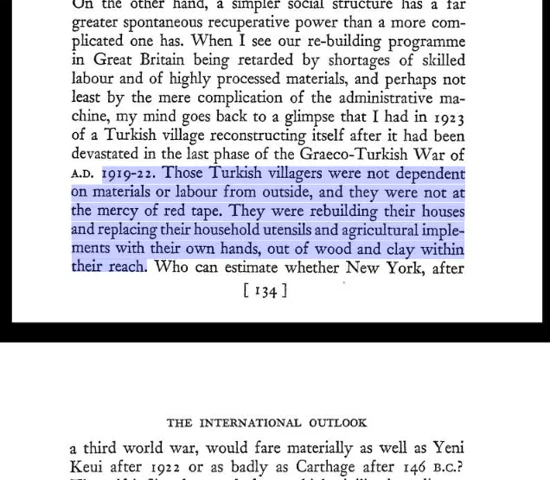 On the other hand, a simpler social structure has a far
greater spontaneous recuperative power than a more com-
plicated one has. When I see our re-building programme
in Great Britain being retarded by shortages of skilled
labour and of highly processed materials, and perhaps not
least by the mere complication of the administrative ma-
chine, my mind goes back to a glimpse that I had in 1923
of a Turkish village reconstructing itself after it had been
devastated in the last phase of the Graeco-Turkish War of
A.D. 1919-22. Those Turkish villagers were not dependent
on materials or labour from outside, and they were not at
the mercy of red tape. They were rebuilding their houses
and replacing their household utensils and agricultural imple-
ments with their own hands, out of wood and clay within
their reach. Who can estimate whether New York, after
[ 134 ]
THE INTERNATIONAL OUTLOOK
a third world war, would fare materially as well as Yeni
Keui after 1922 or as badly as Carthage after 146 B.C.?